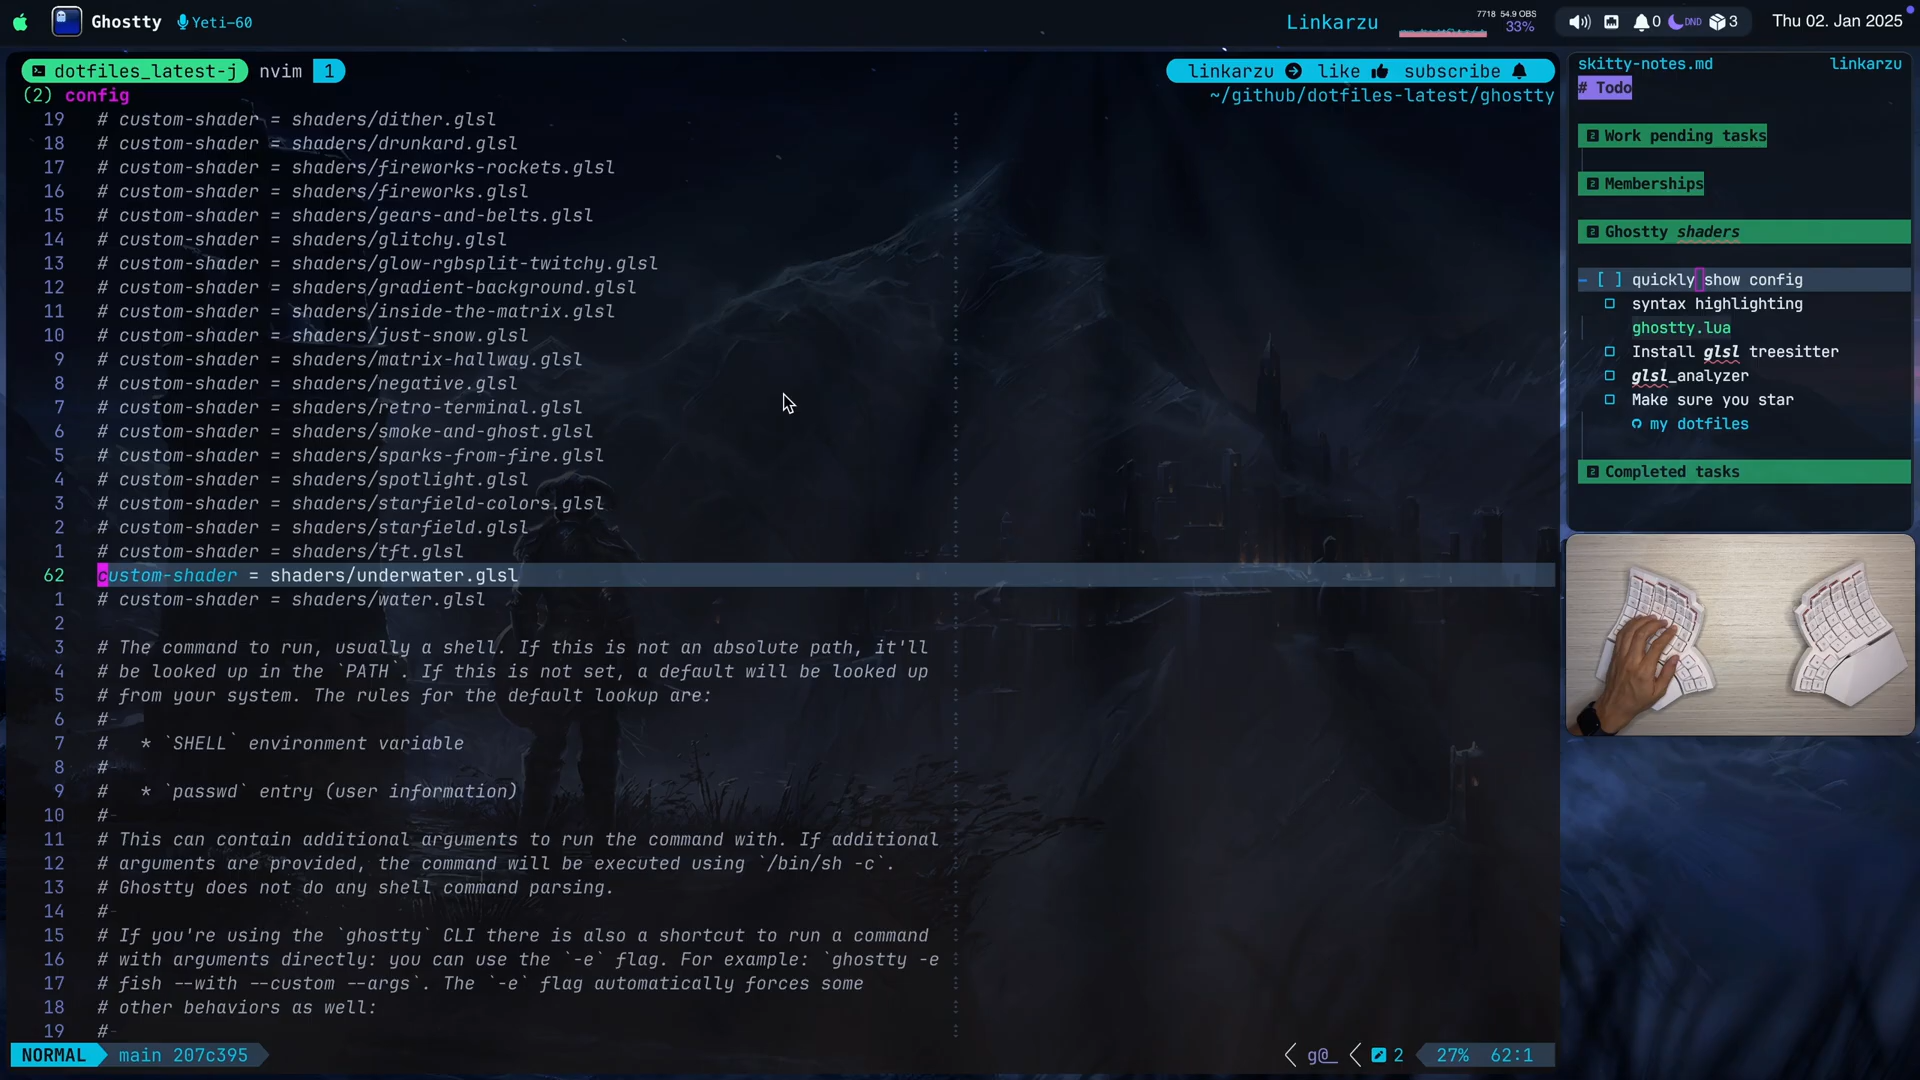 Ghostty Yeti-60
Linkarzu 7718 54.9 OBS 33% 0 DND 3 Thu 02. Jan 2025
dotfiles_latest-j nvim 1
linkarzu like subscribe
(2) config
~/github/dotfiles-latest/ghostty
19 # custom-shader = shaders/dither.glsl
18 # custom-shader = shaders/drunkard.glsl
17 # custom-shader = shaders/fireworks-rockets.glsl
16 # custom-shader = shaders/fireworks.glsl
15 # custom-shader = shaders/gears-and-belts.glsl
14 # custom-shader = shaders/glitchy.glsl
13 # custom-shader = shaders/glow-rgbsplit-twitchy.glsl
12 # custom-shader = shaders/gradient-background.glsl
11 # custom-shader = shaders/inside-the-matrix.glsl
10 # custom-shader = shaders/just-snow.glsl
9 # custom-shader = shaders/matrix-hallway.glsl
8 # custom-shader = shaders/negative.glsl
7 # custom-shader = shaders/retro-terminal.glsl
6 # custom-shader = shaders/smoke-and-ghost.glsl
5 # custom-shader = shaders/sparks-from-fire.glsl
4 # custom-shader = shaders/spotlight.glsl
3 # custom-shader = shaders/starfield-colors.glsl
2 # custom-shader = shaders/starfield.glsl
1 # custom-shader = shaders/tft.glsl
62 custom-shader = shaders/underwater.glsl
1 # custom-shader = shaders/water.glsl
2
3 # The command to run, usually a shell. If this is not an absolute path, it'll
4 # be looked up in the `PATH`. If this is not set, a default will be looked up
5 # from your system. The rules for the default lookup are:
6 #-
7 #   * `SHELL` environment variable
8 #-
9 #   * `passwd` entry (user information)
10 #-
11 # This can contain additional arguments to run the command with. If additional
12 # arguments are provided, the command will be executed using `/bin/sh -c`.
13 # Ghostty does not do any shell command parsing.
14 #-
15 # If you're using the `ghostty` CLI there is also a shortcut to run a command
16 # with arguments directly: you can use the `-e` flag. For example: `ghostty -e
17 # fish --with --custom --args`. The `-e` flag automatically forces some
18 # other behaviors as well:
19 #-
NORMAL main 207c395
g@_ 2 27% 62:1
skitty-notes.md linkarzu
# Todo
2 Work pending tasks
2 Memberships
2 Ghostty shaders
- [ ] quickly show config
syntax highlighting
ghostty.lua
Install glsl treesitter
glsl_analyzer
Make sure you star
my dotfiles
2 Completed tasks